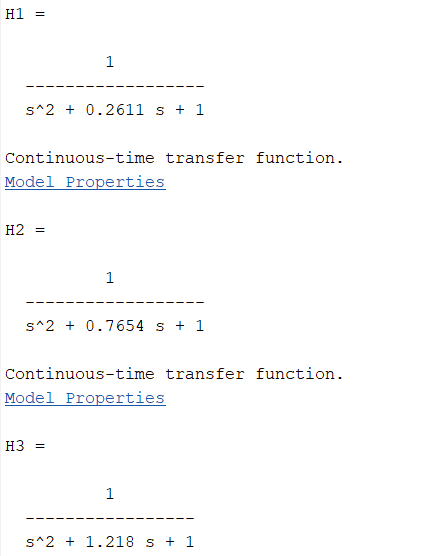 H1 =
1
------------------
s^2 + 0.2611 s + 1
Continuous-time transfer function.
Model Properties
H2 =
1
------------------
s^2 + 0.7654 s + 1
Continuous-time transfer function.
Model Properties
H3 =
1
-----------------
s^2 + 1.218 s + 1